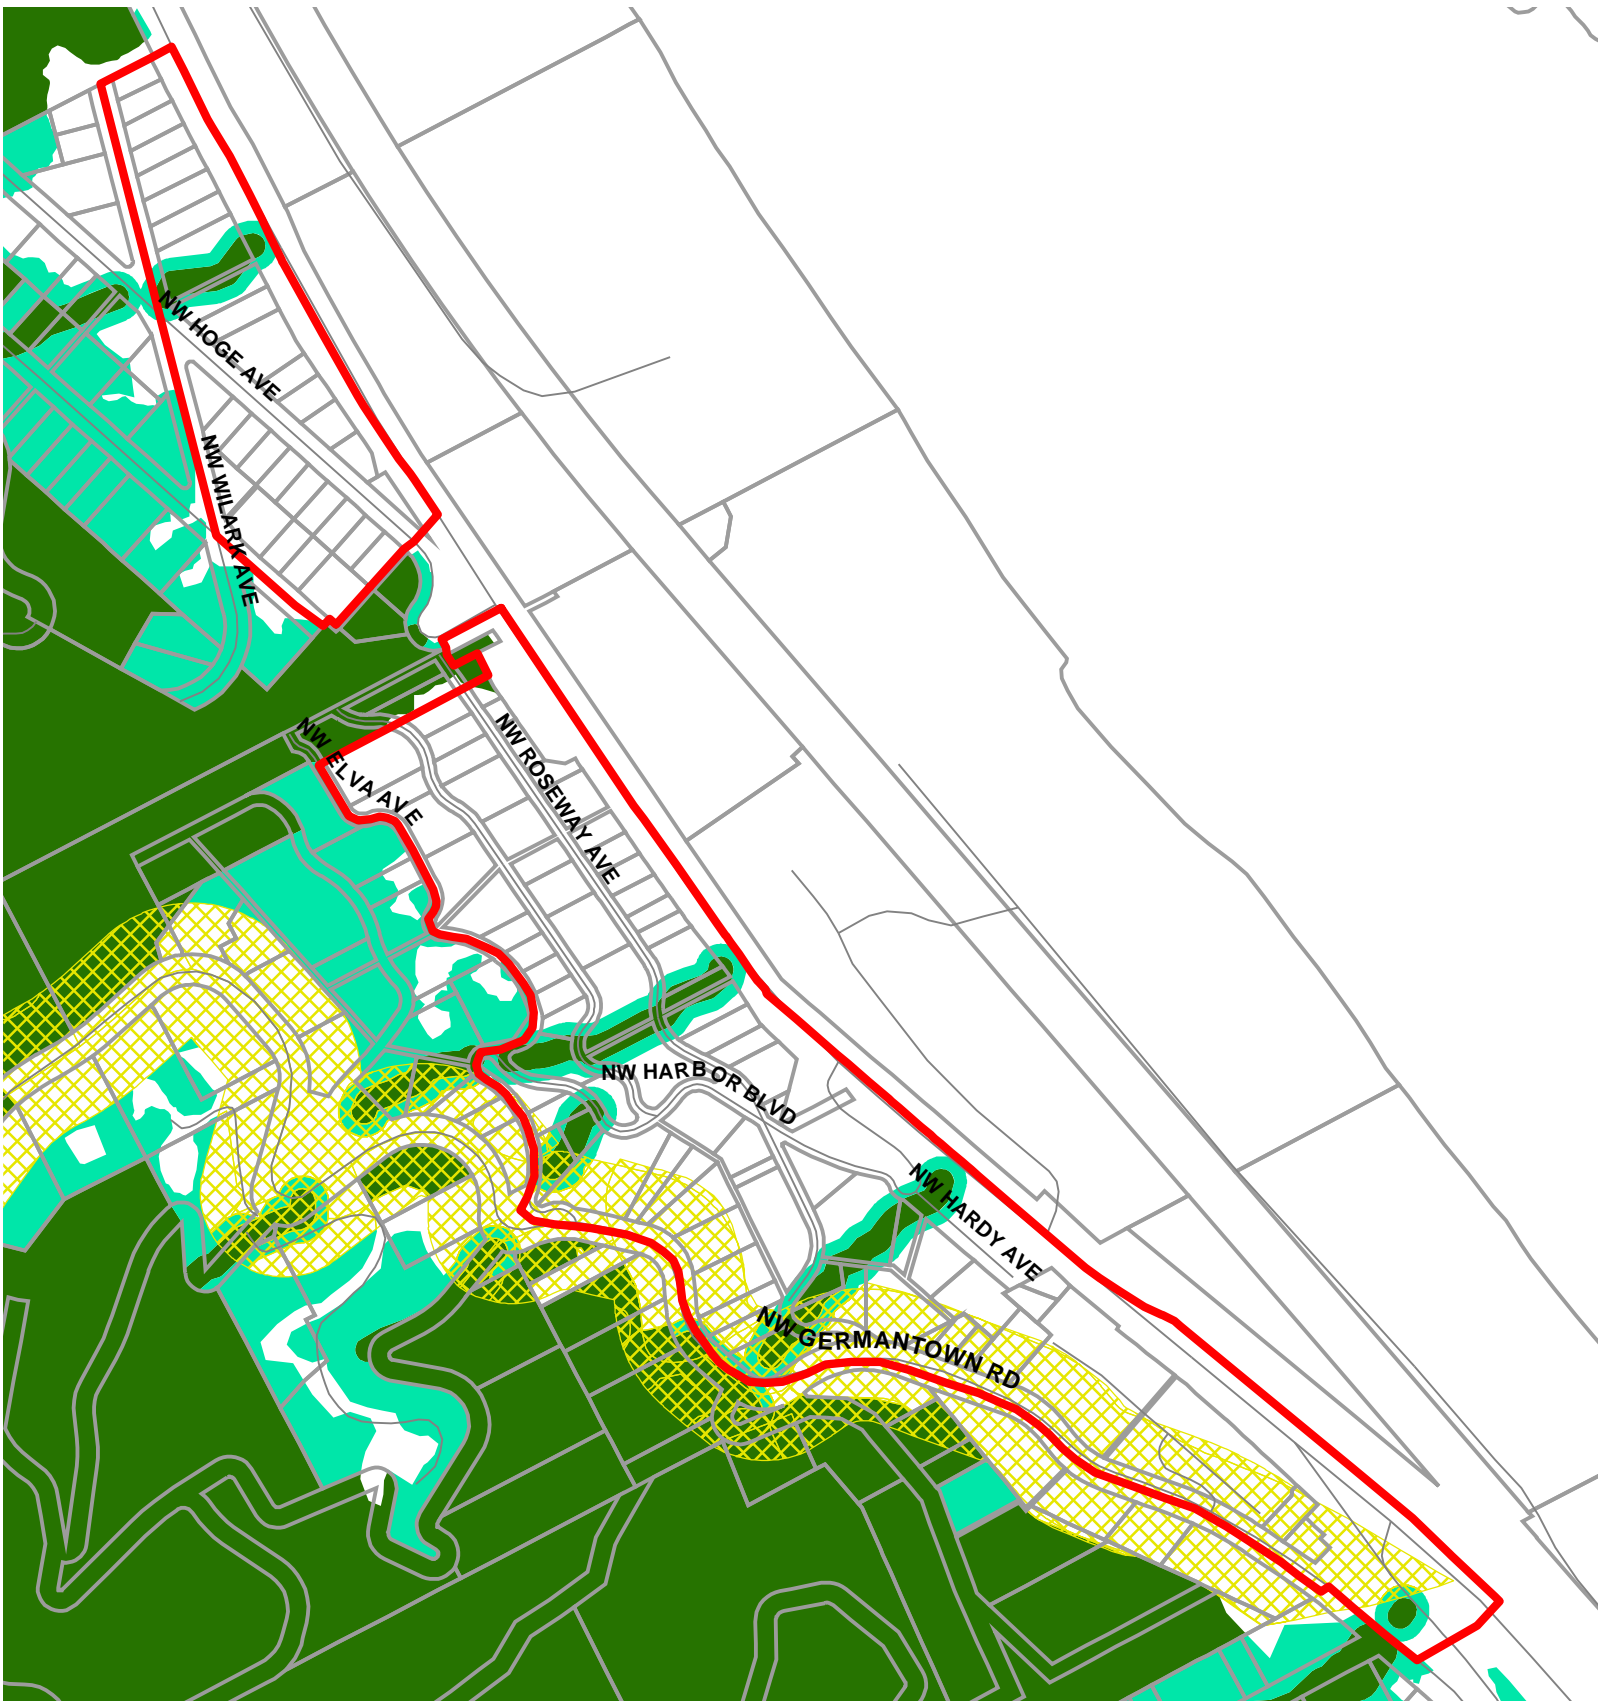 NW HOGE AVE
NW WILARK AVE
NW ELVA AVE
NW ROSEWAY AVE
NW HARBOR BLVD
NW HARDY AVE
NW GERMANTOWN RD